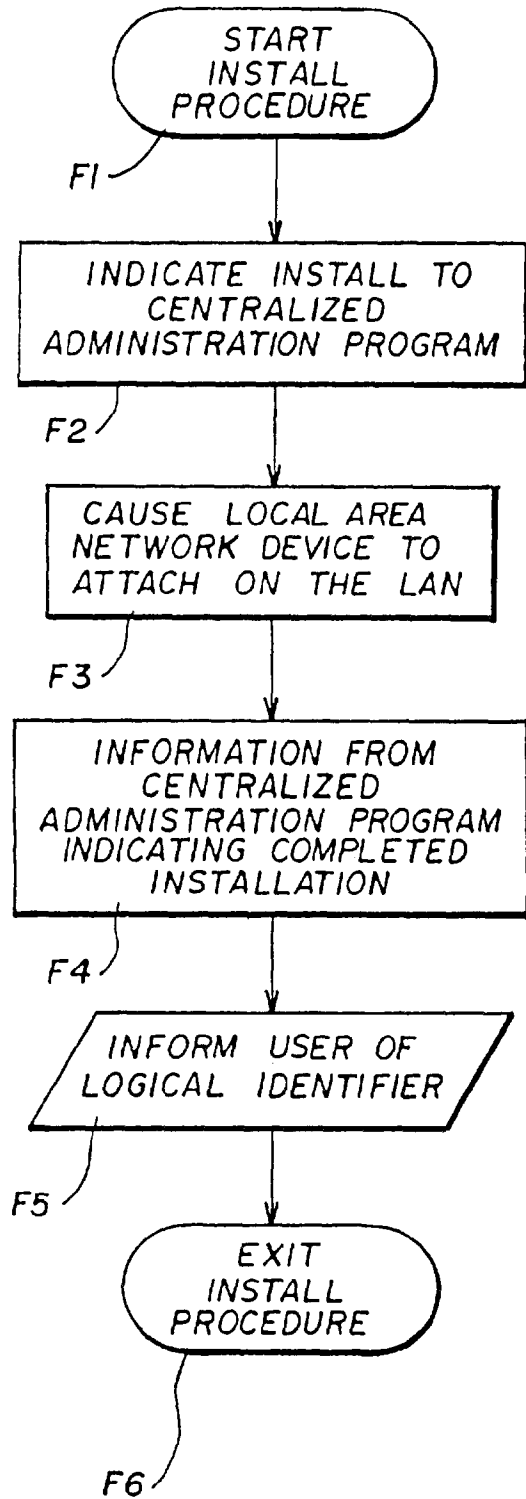 START
INSTALL
PROCEDURE
F1
INDICATE INSTALL TO
CENTRALIZED
ADMINISTRATION PROGRAM
F2
CAUSE LOCAL AREA
NETWORK DEVICE TO
ATTACH ON THE LAN
F3
INFORMATION FROM
CENTRALIZED
ADMINISTRATION PROGRAM
INDICATING COMPLETED
INSTALLATION
F4
INFORM USER OF
LOGICAL IDENTIFIER
F5
EXIT
INSTALL
PROCEDURE
F6